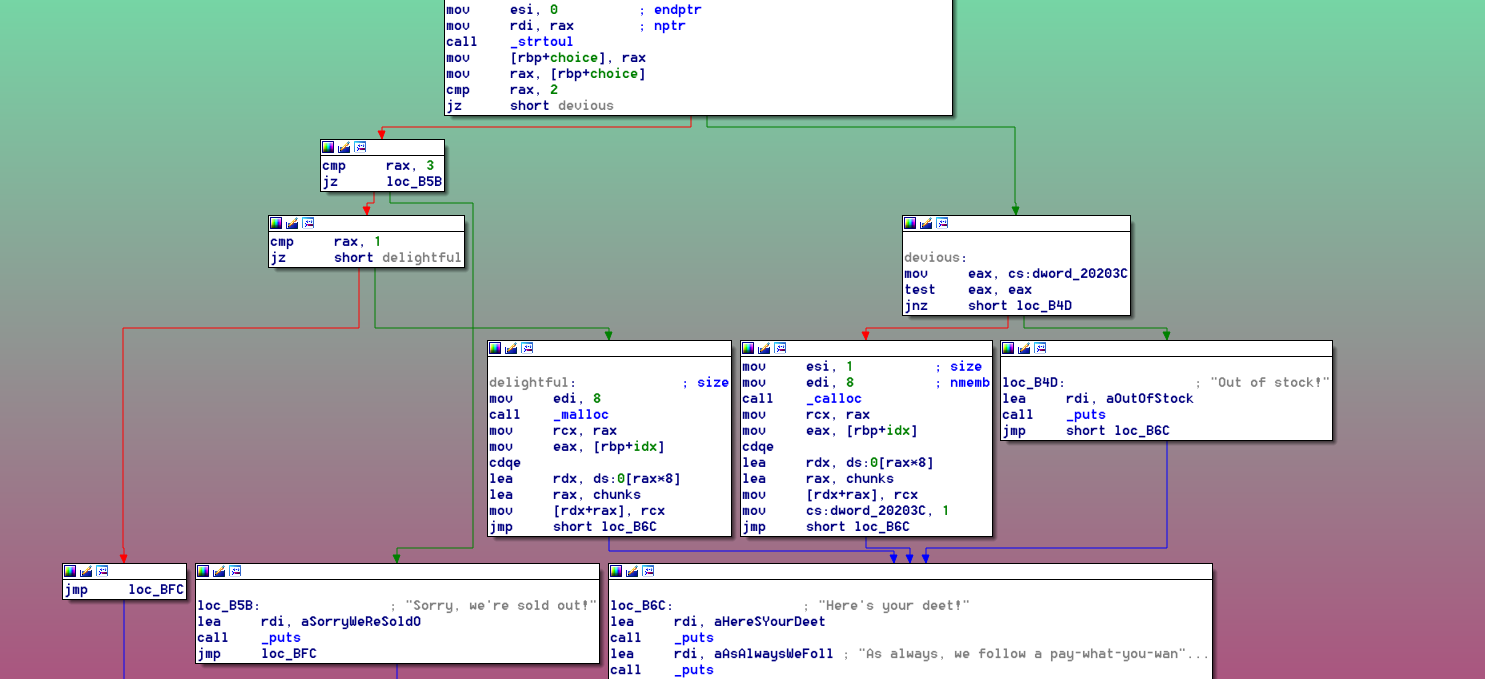 mov esi, 0 ; endptr
mov rdi, rax ; nptr
call _strtoul
mov [rbp+choice], rax
mov rax, [rbp+choice]
cmp rax, 2
jz short devious
cmp rax, 3
jz loc_B5B
cmp rax, 1
jz short delightful
devious:
mov eax, cs:dword_20203C
test eax, eax
jnz short loc_B4D
delightful: ; size
mov edi, 8
call _malloc
mov rcx, rax
mov eax, [rbp+idx]
cdqe
lea rdx, ds:0[rax*8]
lea rax, chunks
mov [rdx+rax], rcx
jmp short loc_B6C
mov esi, 1 ; size
mov edi, 8 ; nmemb
call _calloc
mov rcx, rax
mov eax, [rbp+idx]
cdqe
lea rdx, ds:0[rax*8]
lea rax, chunks
mov [rdx+rax], rcx
mov cs:dword_20203C, 1
jmp short loc_B6C
loc_B4D: ; "Out of stock!"
lea rdi, aOutOfStock
call _puts
jmp short loc_B6C
jmp loc_BFC
loc_B5B: ; "Sorry, we're sold out!"
lea rdi, aSorryWeReSoldO
call _puts
jmp loc_BFC
loc_B6C: ; "Here's your deet!"
lea rdi, aHereSYourDeet
call _puts
lea rdi, aAsAlwaysWeFoll ; "As always, we follow a pay-what-you-wan"...
call _puts